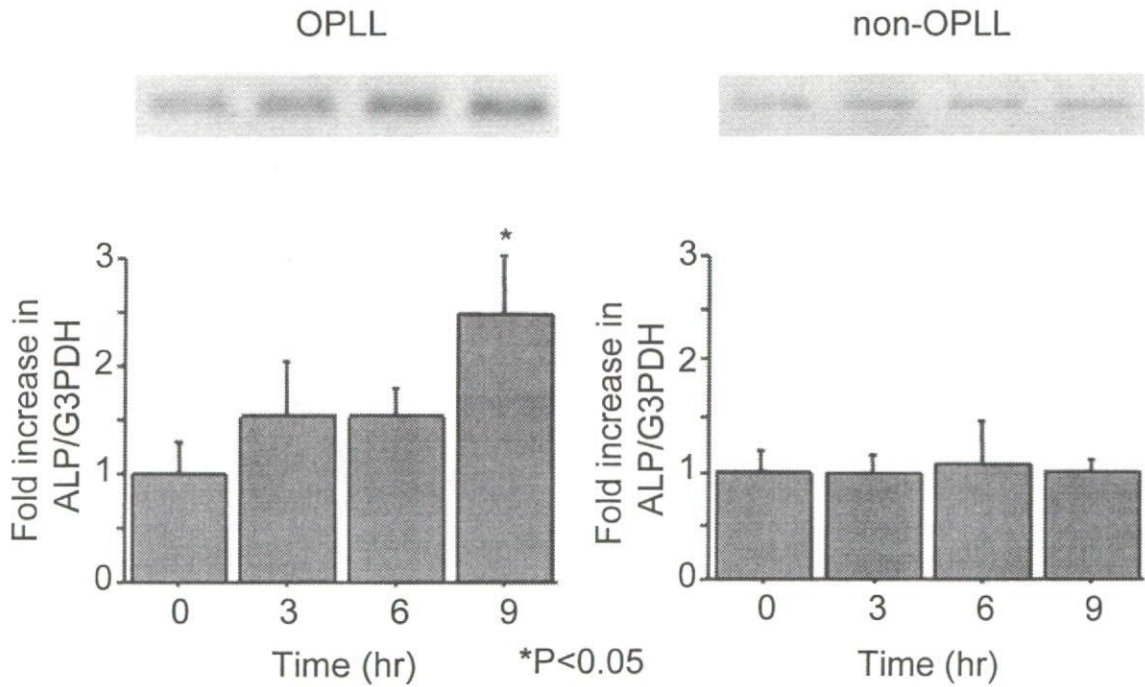 OPLL
non-OPLL
*
Fold increase in
ALP/G3PDH
3
2
1
0
0 3 6 9
Time (hr)
*P<0.05
Fold increase in
ALP/G3PDH
3
2
1
0
0 3 6 9
Time (hr)